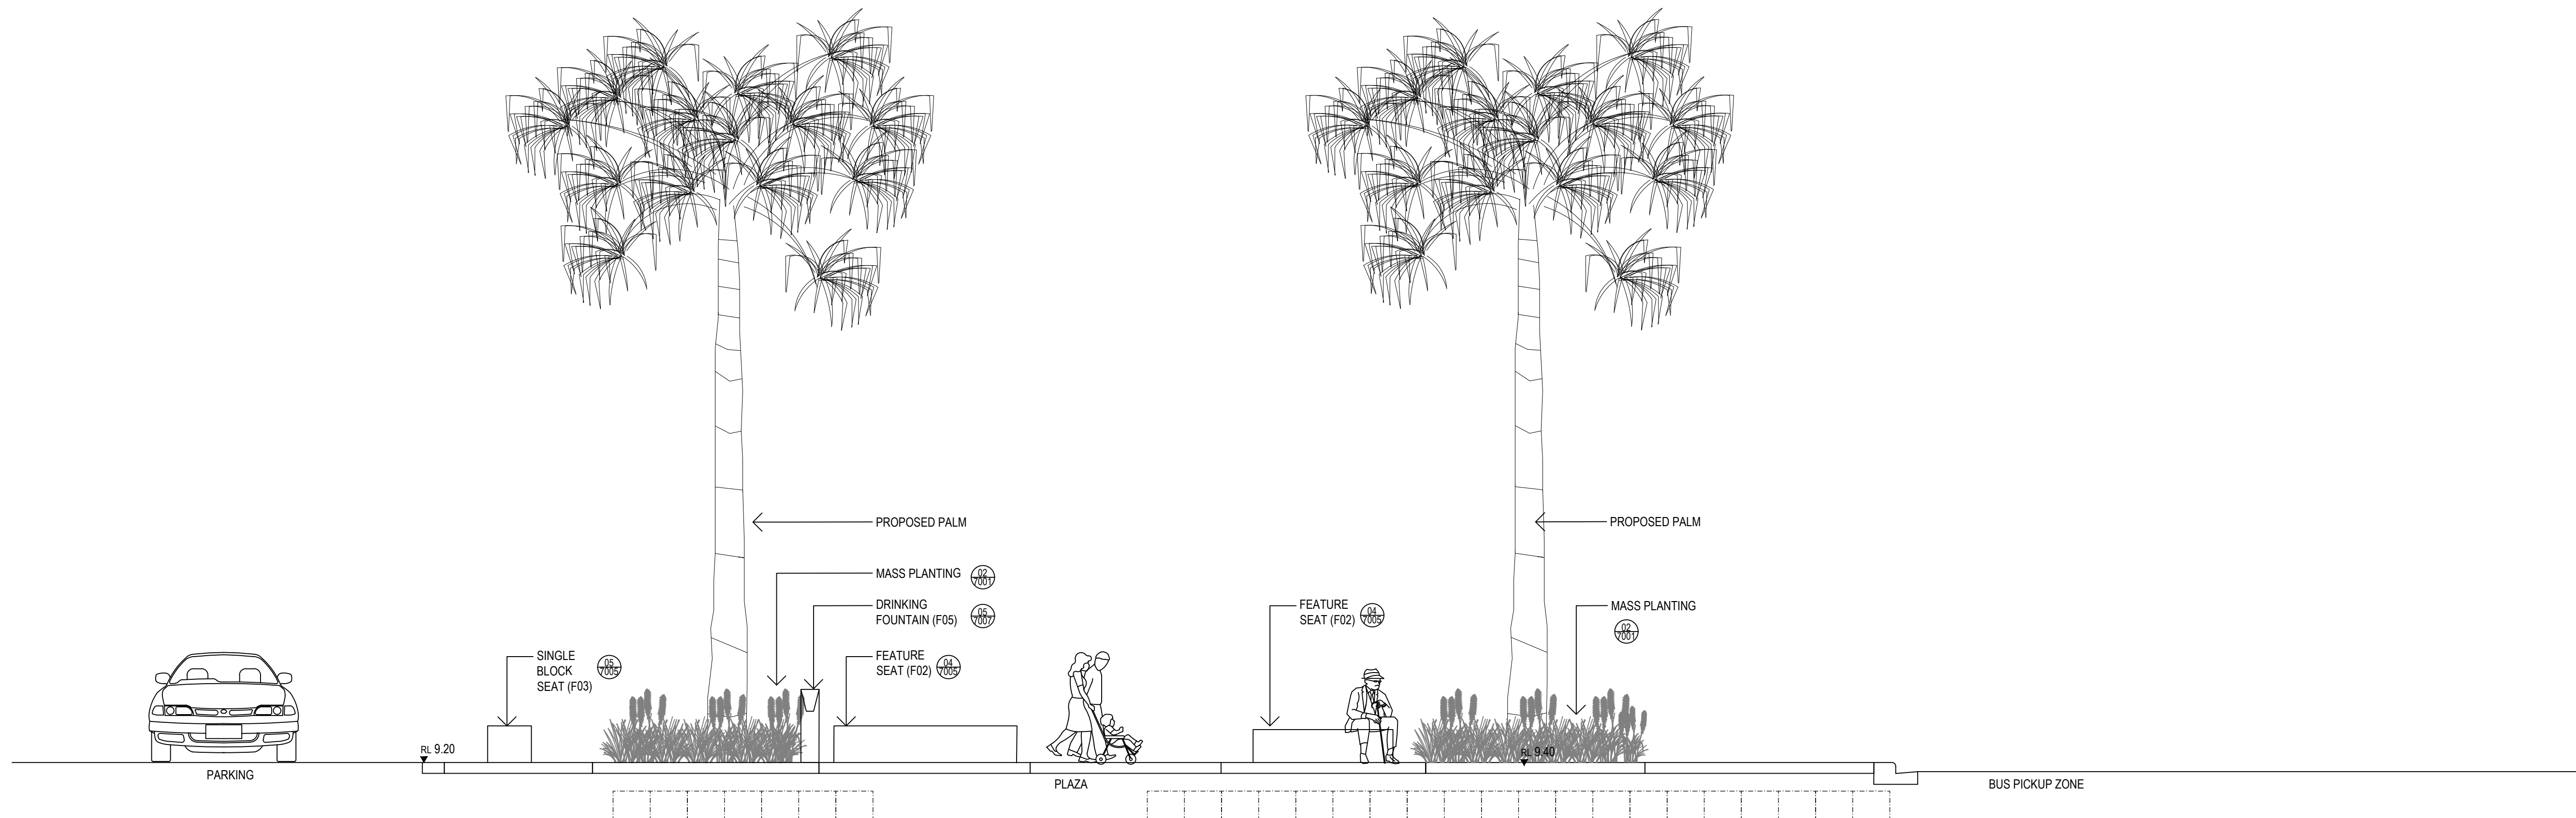 PROPOSED PALM
PROPOSED PALM
MASS PLANTING
02
7001
DRINKING
FOUNTAIN (F05)
05
7007
FEATURE
SEAT (F02)
04
7005
MASS PLANTING
02
7001
SINGLE
BLOCK
SEAT (F03)
05
7005
FEATURE
SEAT (F02)
04
7005
RL 9.20
RL 9.40
PARKING
PLAZA
BUS PICKUP ZONE